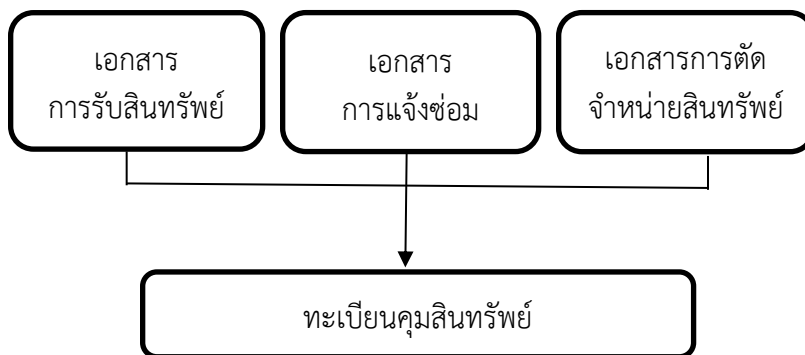 เอกสาร
การรับสินทรัพย์
เอกสาร
การแจ้งซ่อม
เอกสารการตัด
จำหน่ายสินทรัพย์
ทะเบียนคุมสินทรัพย์